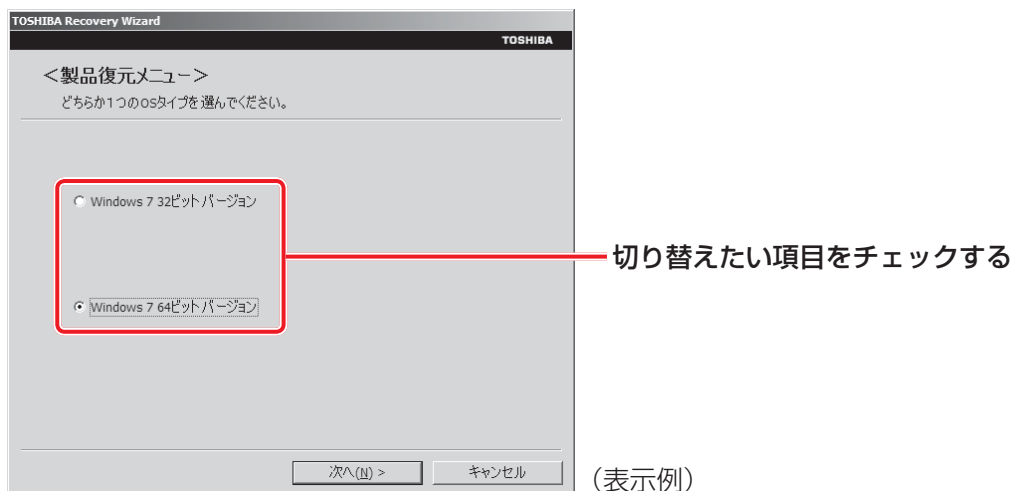 TOSHIBA Recovery Wizard
TOSHIBA
＜製品復元メニュー＞
どちらか1つのOSタイプを選んでください。
Windows 7 32ビット バージョン
切り替えたい項目をチェックする
Windows 7 64ビット バージョン
次へ(N) >
キャンセル
（表示例）